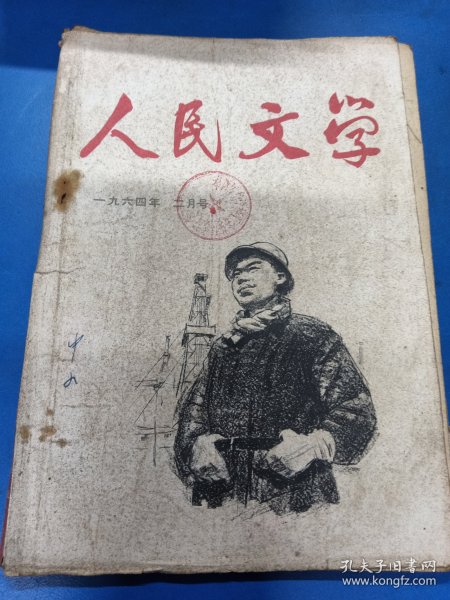 人民文学
一九六四年 二月号
孔夫子旧书网
www.kongfz.com